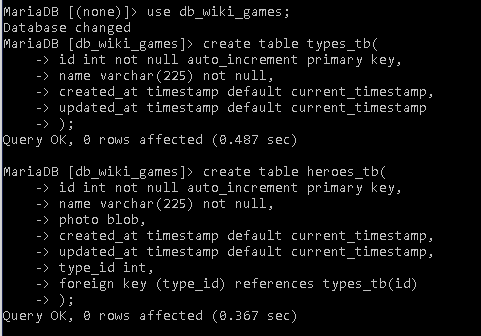 MariaDB [(none)]> use db_wiki_games;
Database changed
MariaDB [db_wiki_games]> create table types_tb(
    -> id int not null auto_increment primary key,
    -> name varchar(225) not null,
    -> created_at timestamp default current_timestamp,
    -> updated_at timestamp default current_timestamp
    -> );
Query OK, 0 rows affected (0.487 sec)

MariaDB [db_wiki_games]> create table heroes_tb(
    -> id int not null auto_increment primary key,
    -> name varchar(225) not null,
    -> photo blob,
    -> created_at timestamp default current_timestamp,
    -> updated_at timestamp default current_timestamp,
    -> type_id int,
    -> foreign key (type_id) references types_tb(id)
    -> );
Query OK, 0 rows affected (0.367 sec)